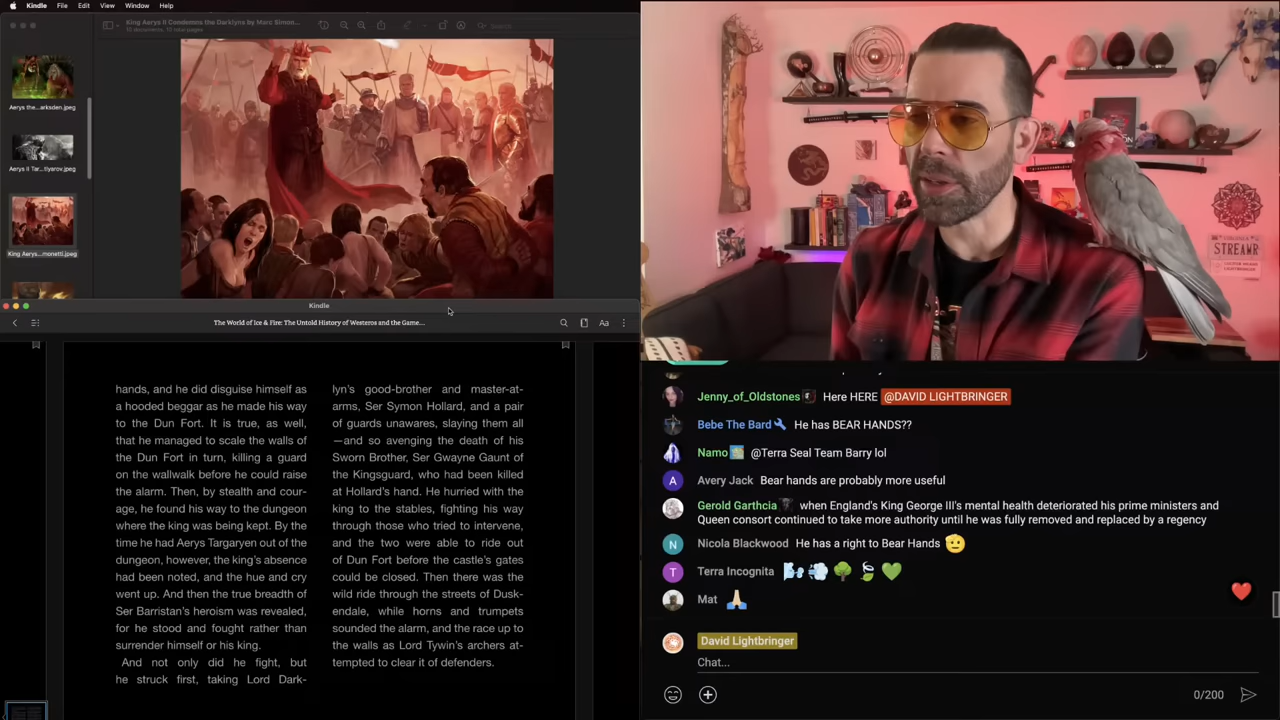 Kindle File Edit View Window Help
King Aerys II Condemns the Darklyns by Marc Simon...
Search
Aerys the...arksden.jpeg
Aerys II Tar...tlyarov.jpeg
King Aerys...monetti.jpeg
Kindle
The World of Ice & Fire: The Untold History of Westeros and the Game...
Aa
hands, and he did disguise himself as
a hooded beggar as he made his way
to the Dun Fort. It is true, as well,
that he managed to scale the walls of
the Dun Fort in turn, killing a guard
on the wallwalk before he could raise
the alarm. Then, by stealth and cour-
age, he found his way to the dungeon
where the king was being kept. By the
time he had Aerys Targaryen out of the
dungeon, however, the king's absence
had been noted, and the hue and cry
went up. And then the true breadth of
Ser Barristan's heroism was revealed,
for he stood and fought rather than
surrender himself or his king.
And not only did he fight, but
he struck first, taking Lord Dark-
lyn's good-brother and master-at-
arms, Ser Symon Hollard, and a pair
of guards unawares, slaying them all
—and so avenging the death of his
Sworn Brother, Ser Gwayne Gaunt of
the Kingsguard, who had been killed
at Hollard's hand. He hurried with the
king to the stables, fighting his way
through those who tried to intervene,
and the two were able to ride out
of Dun Fort before the castle's gates
could be closed. Then there was the
wild ride through the streets of Dusk-
endale, while horns and trumpets
sounded the alarm, and the race up to
the walls as Lord Tywin's archers at-
tempted to clear it of defenders.
STREAMR
Jenny_of_Oldstones Here HERE @DAVID LIGHTBRINGER
Bebe The Bard He has BEAR HANDS??
Namo @Terra Seal Team Barry lol
A Avery Jack Bear hands are probably more useful
Gerold Garthcia when England's King George III's mental health deteriorated his prime ministers and
Queen consort continued to take more authority until he was fully removed and replaced by a regency
N Nicola Blackwood He has a right to Bear Hands 🫡
T Terra Incognita 🌬️💨🌳🍃💚
Mat 🙏🏼
David Lightbringer
Chat...
0/200